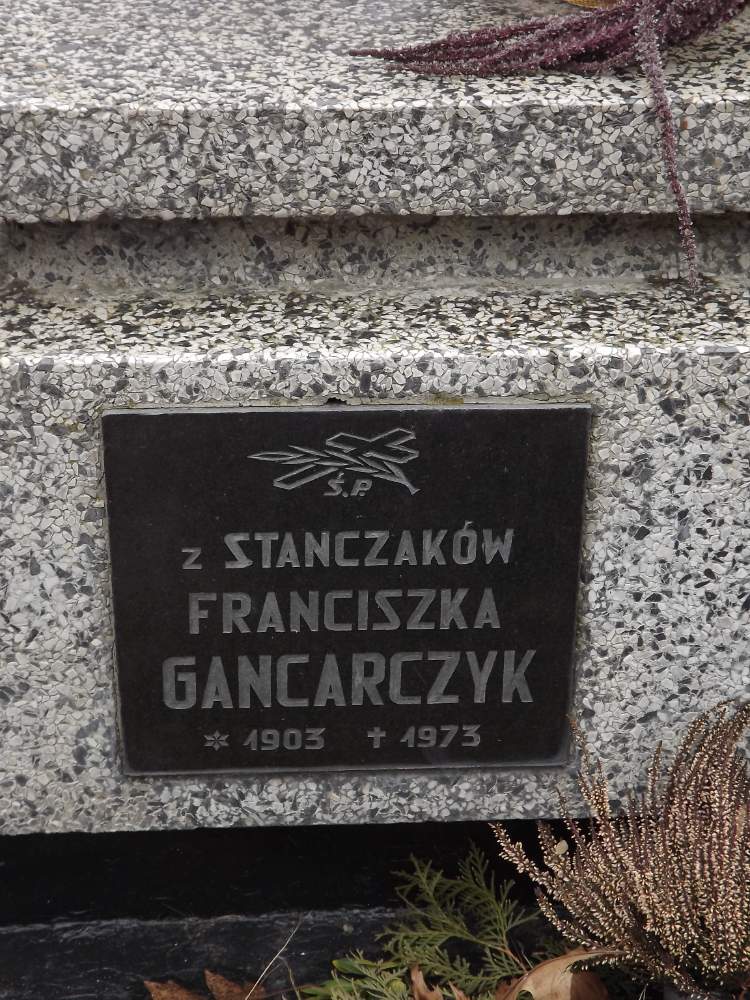 Ś.P.
z STANCZAKÓW
FRANCISZKA
GANCARCZYK
* 1903 † 1973